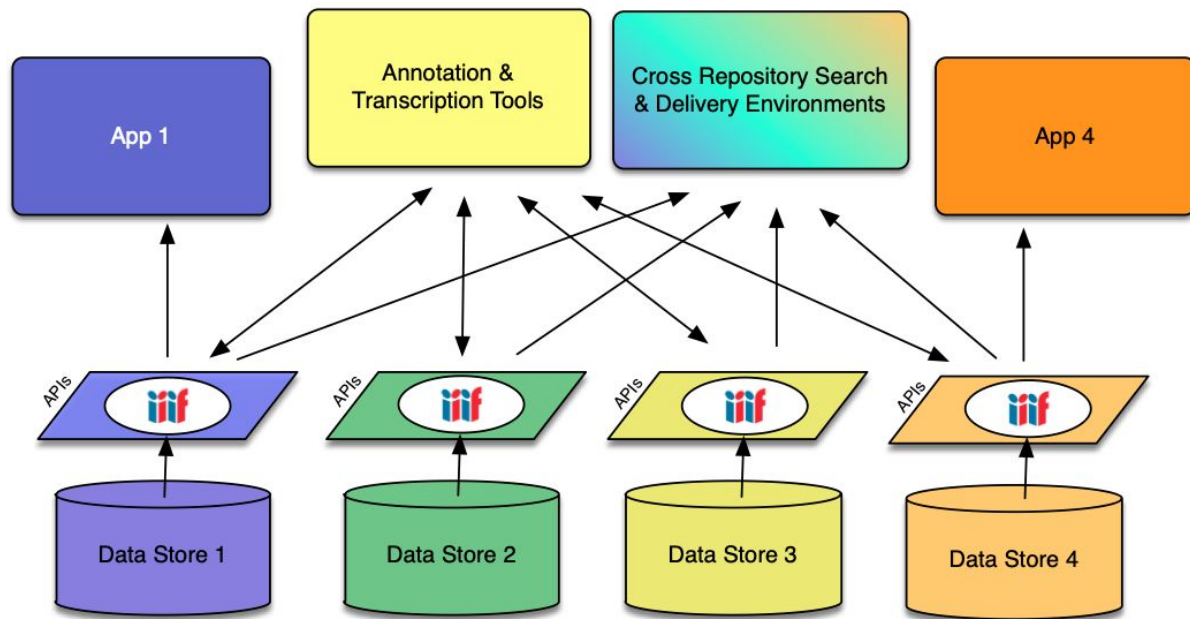 Annotation &
Transcription Tools
Cross Repository Search
& Delivery Environments
App 1
App 4
APIs
iiif
APIs
iiif
APIs
iiif
APIs
iiif
Data Store 1
Data Store 2
Data Store 3
Data Store 4